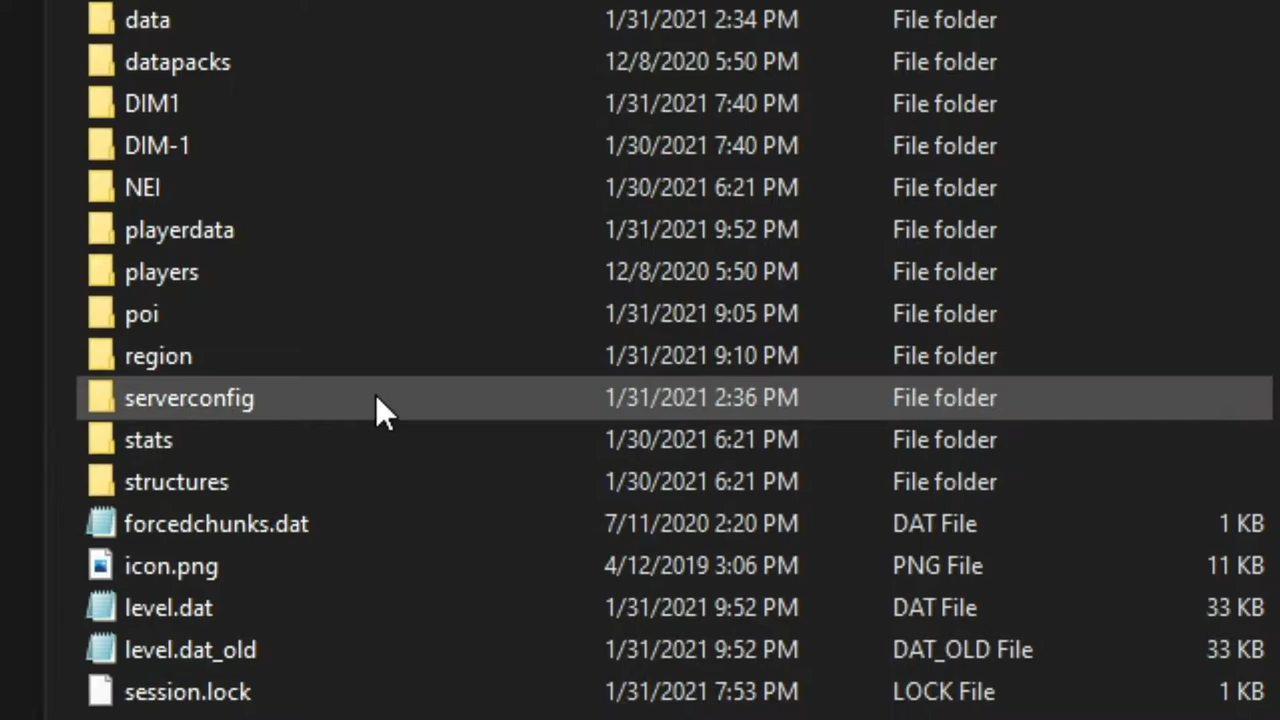 data 1/31/2021 2:34 PM File folder
datapacks 12/8/2020 5:50 PM File folder
DIM1 1/31/2021 7:40 PM File folder
DIM-1 1/30/2021 7:40 PM File folder
NEI 1/30/2021 6:21 PM File folder
playerdata 1/31/2021 9:52 PM File folder
players 12/8/2020 5:50 PM File folder
poi 1/31/2021 9:05 PM File folder
region 1/31/2021 9:10 PM File folder
serverconfig 1/31/2021 2:36 PM File folder
stats 1/30/2021 6:21 PM File folder
structures 1/30/2021 6:21 PM File folder
forcedchunks.dat 7/11/2020 2:20 PM DAT File 1 KB
icon.png 4/12/2019 3:06 PM PNG File 11 KB
level.dat 1/31/2021 9:52 PM DAT File 33 KB
level.dat_old 1/31/2021 9:52 PM DAT_OLD File 33 KB
session.lock 1/31/2021 7:53 PM LOCK File 1 KB